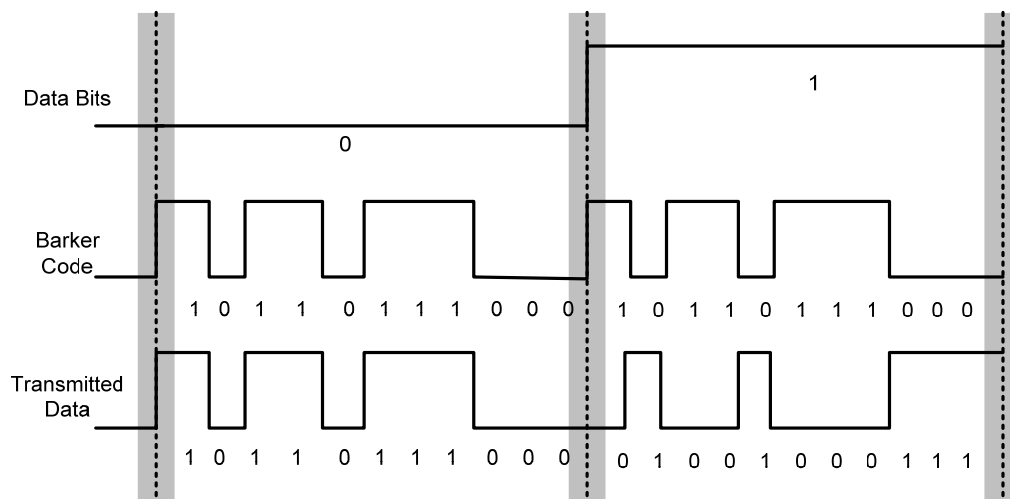 1
Data Bits
0
Barker
Code
1 0 1 1 0 1 1 1 0 0 0 1 0 1 1 0 1 1 1 0 0 0
Transmitted
Data
1 0 1 1 0 1 1 1 0 0 0 0 1 0 0 1 0 0 0 1 1 1